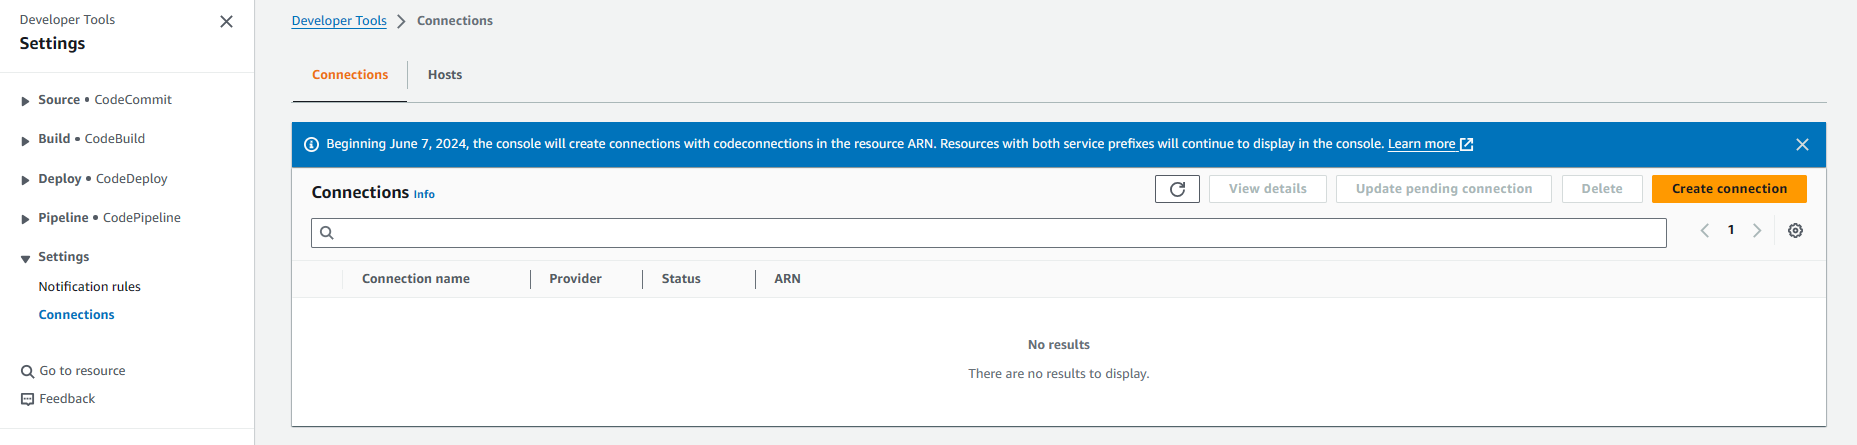 Developer Tools
Settings
Source • CodeCommit
Build • CodeBuild
Deploy • CodeDeploy
Pipeline • CodePipeline
Settings
Notification rules
Connections
Go to resource
Feedback
Developer Tools > Connections
Connections
Hosts
Beginning June 7, 2024, the console will create connections with codeconnections in the resource ARN. Resources with both service prefixes will continue to display in the console. Learn more
Connections Info
View details
Update pending connection
Delete
Create connection
1
Connection name
Provider
Status
ARN
No results
There are no results to display.